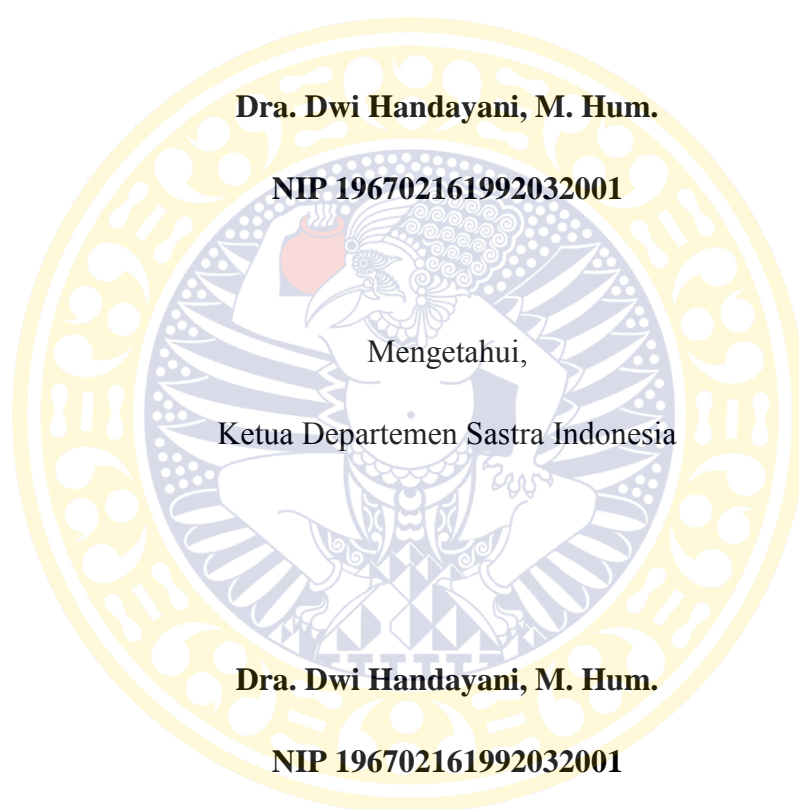 Dra. Dwi Handayani, M. Hum.
NIP 196702161992032001
Mengetahui,
Ketua Departemen Sastra Indonesia
Dra. Dwi Handayani, M. Hum.
NIP 196702161992032001